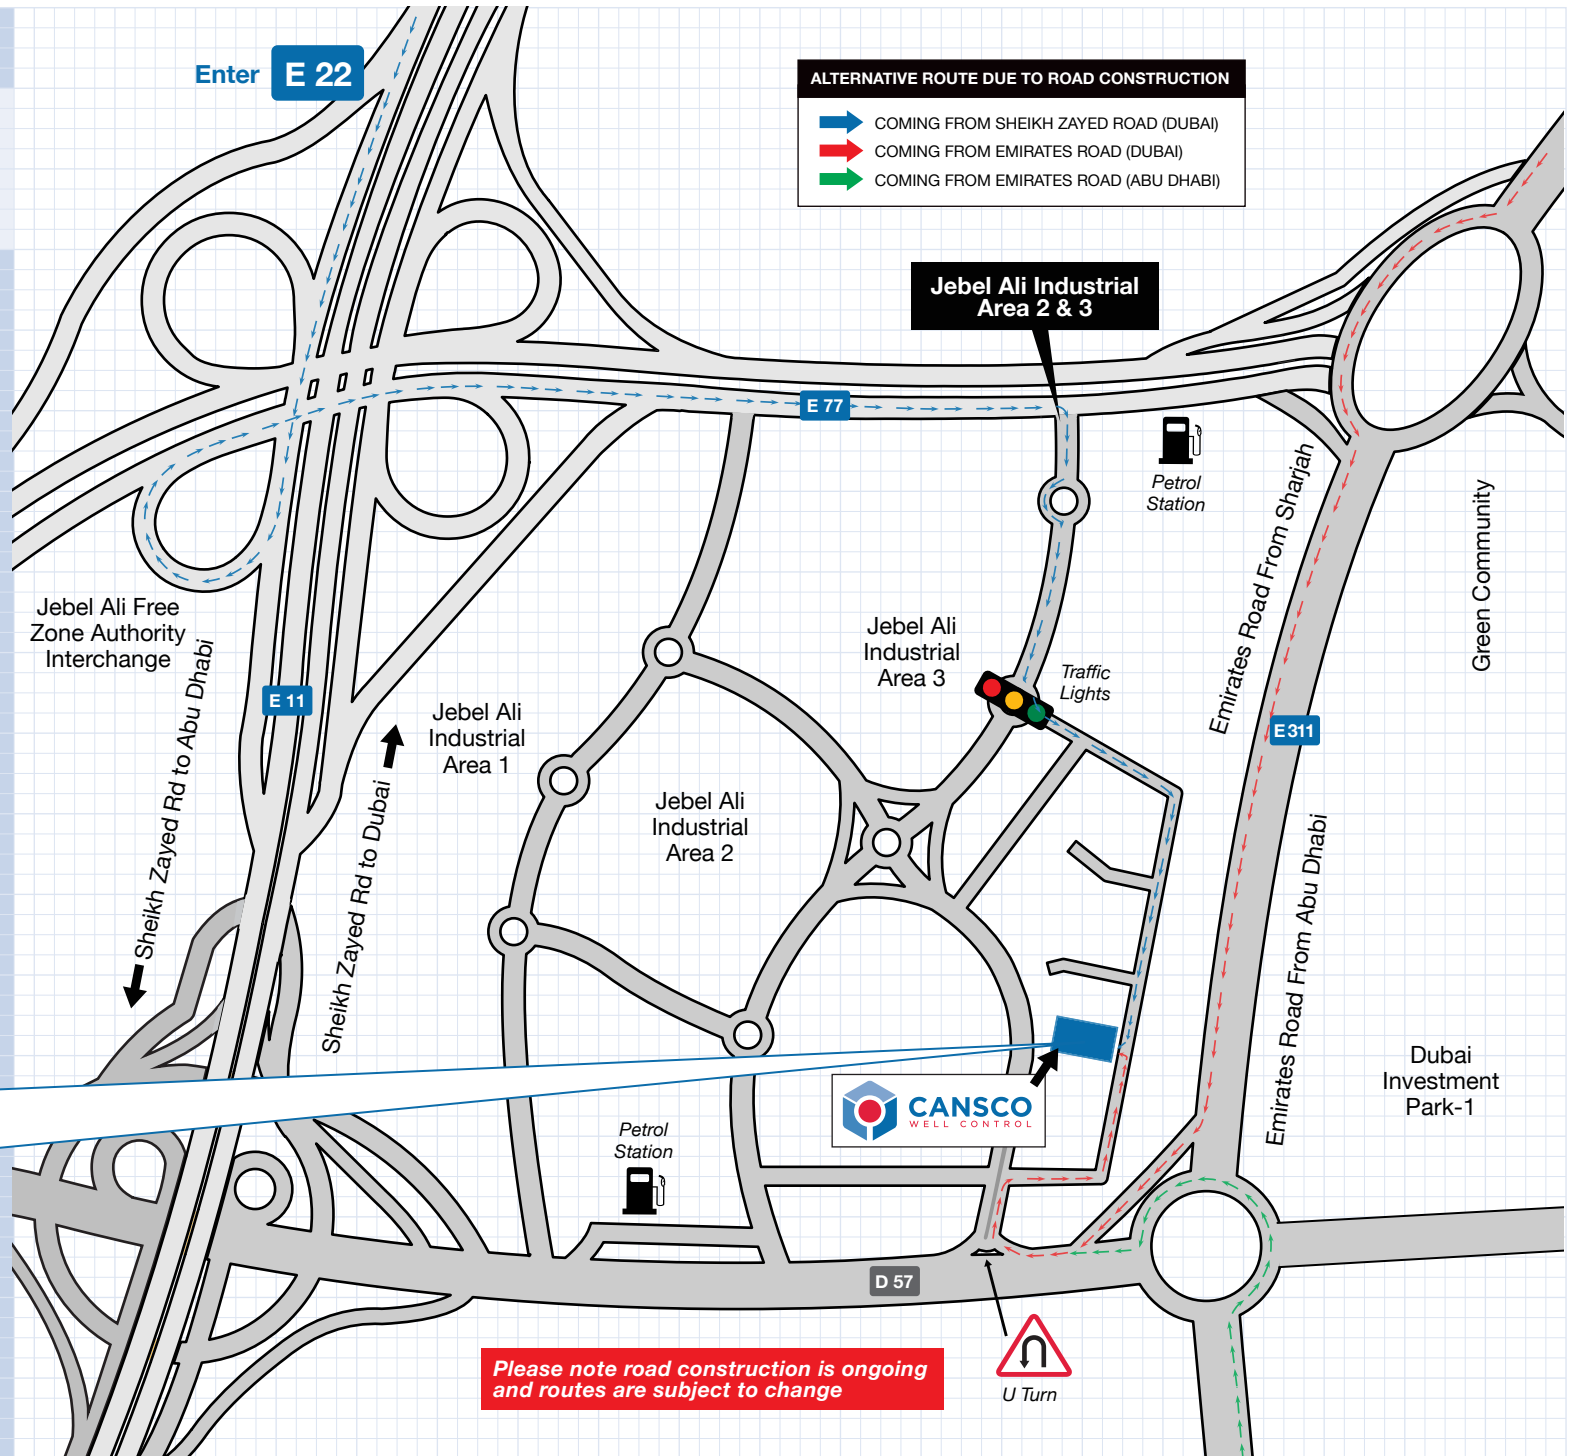 Enter E 22
ALTERNATIVE ROUTE DUE TO ROAD CONSTRUCTION
COMING FROM SHEIKH ZAYED ROAD (DUBAI)
COMING FROM EMIRATES ROAD (DUBAI)
COMING FROM EMIRATES ROAD (ABU DHABI)
Jebel Ali Industrial
Area 2 & 3
E 77
Petrol
Station
Emirates Road From Sharjah
Green Community
Jebel Ali Free
Zone Authority
Interchange
Jebel Ali
Industrial
Area 3
Traffic
Lights
E 11
E 311
Sheikh Zayed Rd to Abu Dhabi
Jebel Ali
Industrial
Area 1
Sheikh Zayed Rd to Dubai
Jebel Ali
Industrial
Area 2
Emirates Road From Abu Dhabi
Dubai
Investment
Park-1
CANSCO
WELL CONTROL
Petrol
Station
D 57
Please note road construction is ongoing
and routes are subject to change
U Turn